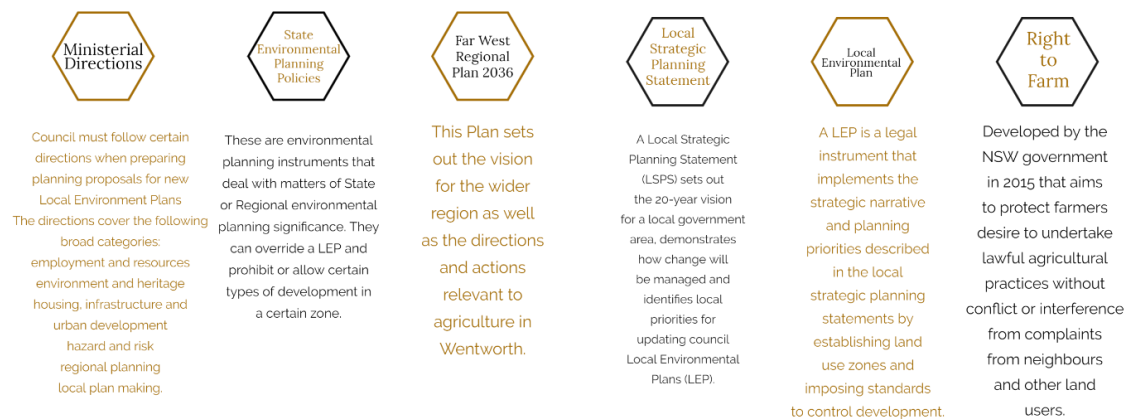 Ministerial
Directions
Council must follow certain
directions when preparing
planning proposals for new
Local Environment Plans
The directions cover the following
broad categories:
employment and resources
environment and heritage
housing, infrastructure and
urban development
hazard and risk
regional planning
local plan making.
State
Environmental
Planning
Policies
These are environmental
planning instruments that
deal with matters of State
or Regional environmental
planning significance. They
can override a LEP and
prohibit or allow certain
types of development in
a certain zone.
Far West
Regional
Plan 2036
This Plan sets
out the vision
for the wider
region as well
as the directions
and actions
relevant to
agriculture in
Wentworth.
Local
Strategic
Planning
Statement
A Local Strategic
Planning Statement
(LSPS) sets out
the 20-year vision
for a local government
area, demonstrates
how change will
be managed and
identifies local
priorities for
updating council
Local Environmental
Plans (LEP).
Local
Environmental
Plan
A LEP is a legal
instrument that
implements the
strategic narrative
and planning
priorities described
in the local
strategic planning
statements by
establishing land
use zones and
imposing standards
to control development.
Right
to
Farm
Developed by the
NSW government
in 2015 that aims
to protect farmers
desire to undertake
lawful agricultural
practices without
conflict or interference
from complaints
from neighbours
and other land
users.